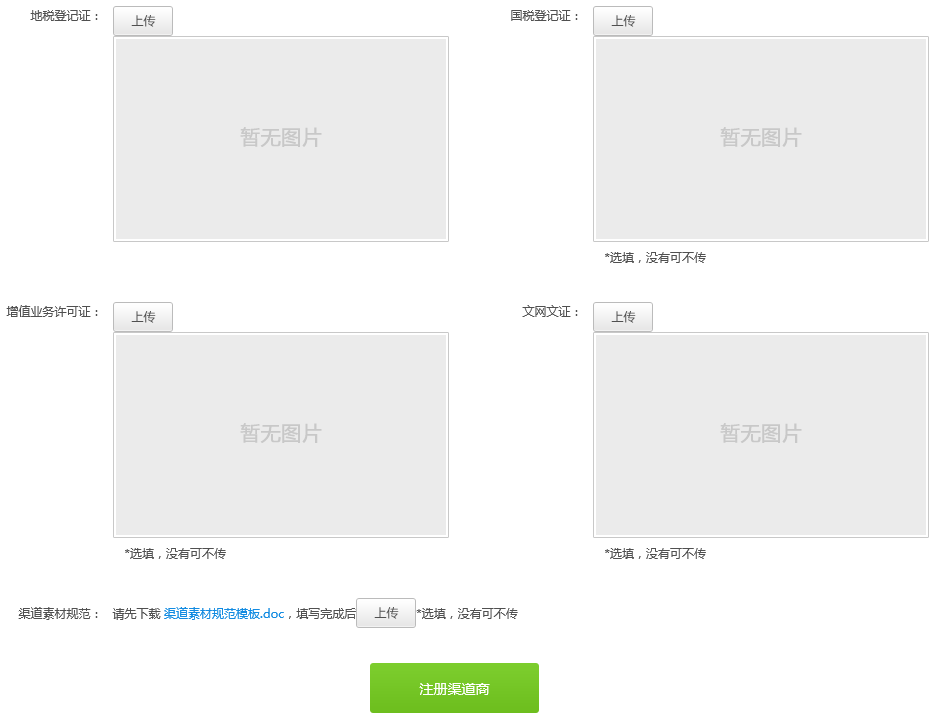 地税登记证： 上传 国税登记证： 上传
暂无图片 暂无图片
*选填，没有可不传
增值业务许可证： 上传 文网文证： 上传
暂无图片 暂无图片
*选填，没有可不传 *选填，没有可不传
渠道素材规范： 请先下载 渠道素材规范模板.doc，填写完成后 上传 *选填，没有可不传
注册渠道商